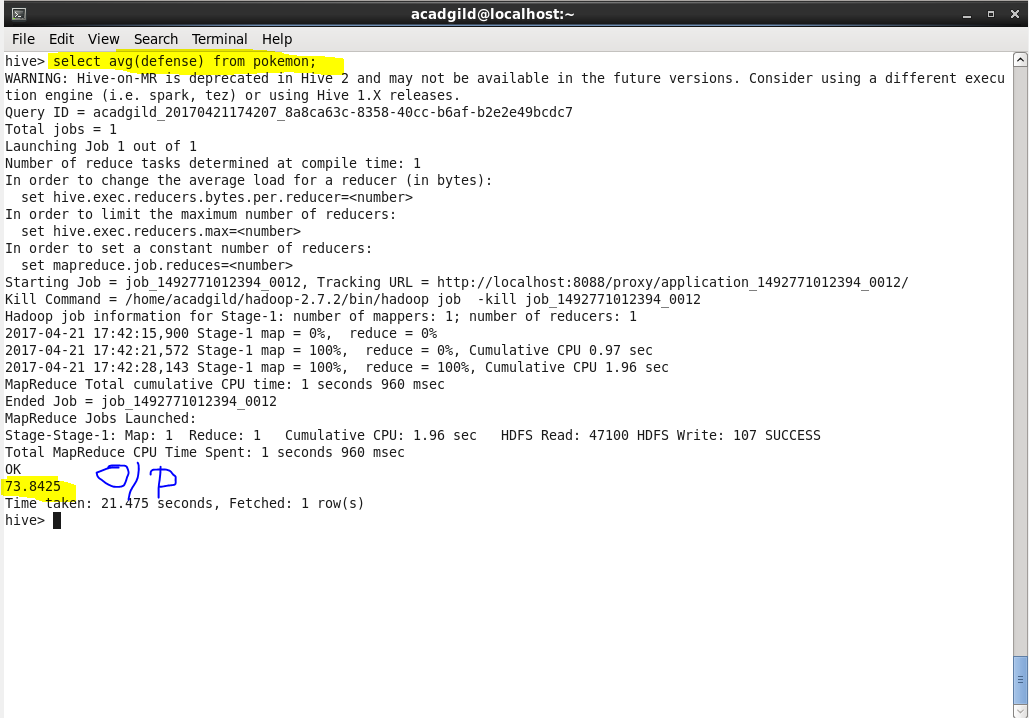 acadgild@localhost:~
File Edit View Search Terminal Help
hive> select avg(defense) from pokemon;
WARNING: Hive-on-MR is deprecated in Hive 2 and may not be available in the future versions. Consider using a different execu
tion engine (i.e. spark, tez) or using Hive 1.X releases.
Query ID = acadgild_20170421174207_8a8ca63c-8358-40cc-b6af-b2e2e49bcdc7
Total jobs = 1
Launching Job 1 out of 1
Number of reduce tasks determined at compile time: 1
In order to change the average load for a reducer (in bytes):
  set hive.exec.reducers.bytes.per.reducer=<number>
In order to limit the maximum number of reducers:
  set hive.exec.reducers.max=<number>
In order to set a constant number of reducers:
  set mapreduce.job.reduces=<number>
Starting Job = job_1492771012394_0012, Tracking URL = http://localhost:8088/proxy/application_1492771012394_0012/
Kill Command = /home/acadgild/hadoop-2.7.2/bin/hadoop job  -kill job_1492771012394_0012
Hadoop job information for Stage-1: number of mappers: 1; number of reducers: 1
2017-04-21 17:42:15,900 Stage-1 map = 0%,  reduce = 0%
2017-04-21 17:42:21,572 Stage-1 map = 100%,  reduce = 0%, Cumulative CPU 0.97 sec
2017-04-21 17:42:28,143 Stage-1 map = 100%,  reduce = 100%, Cumulative CPU 1.96 sec
MapReduce Total cumulative CPU time: 1 seconds 960 msec
Ended Job = job_1492771012394_0012
MapReduce Jobs Launched:
Stage-Stage-1: Map: 1  Reduce: 1   Cumulative CPU: 1.96 sec   HDFS Read: 47100 HDFS Write: 107 SUCCESS
Total MapReduce CPU Time Spent: 1 seconds 960 msec
OK
73.8425 O/P
Time taken: 21.475 seconds, Fetched: 1 row(s)
hive>